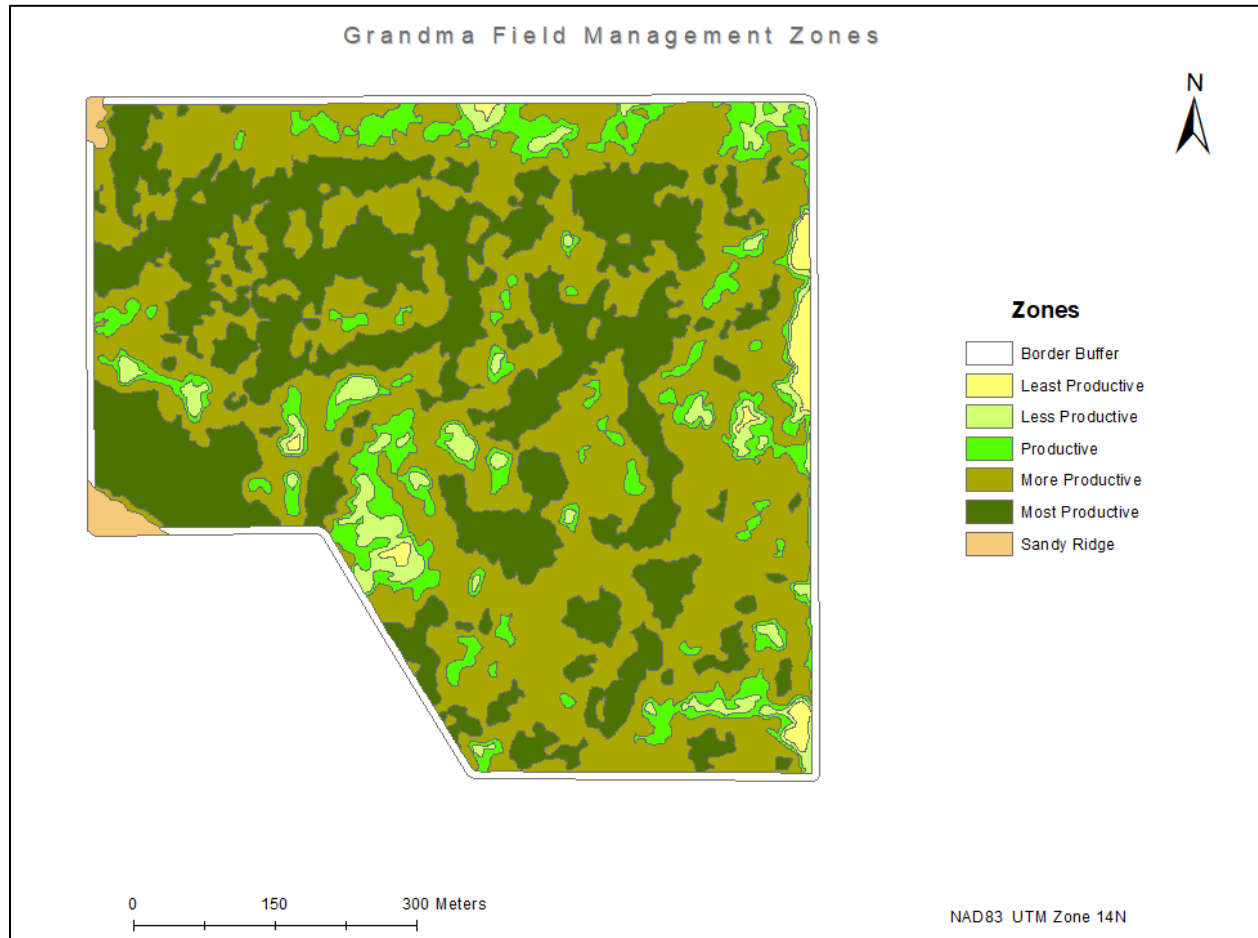 Grandma Field Management Zones
N
Zones
Border Buffer
Least Productive
Less Productive
Productive
More Productive
Most Productive
Sandy Ridge
0 150 300 Meters
NAD83 UTM Zone 14N